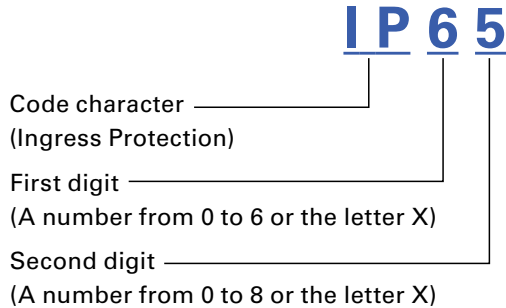 IP65
Code character
(Ingress Protection)
First digit
(A number from 0 to 6 or the letter X)
Second digit
(A number from 0 to 8 or the letter X)